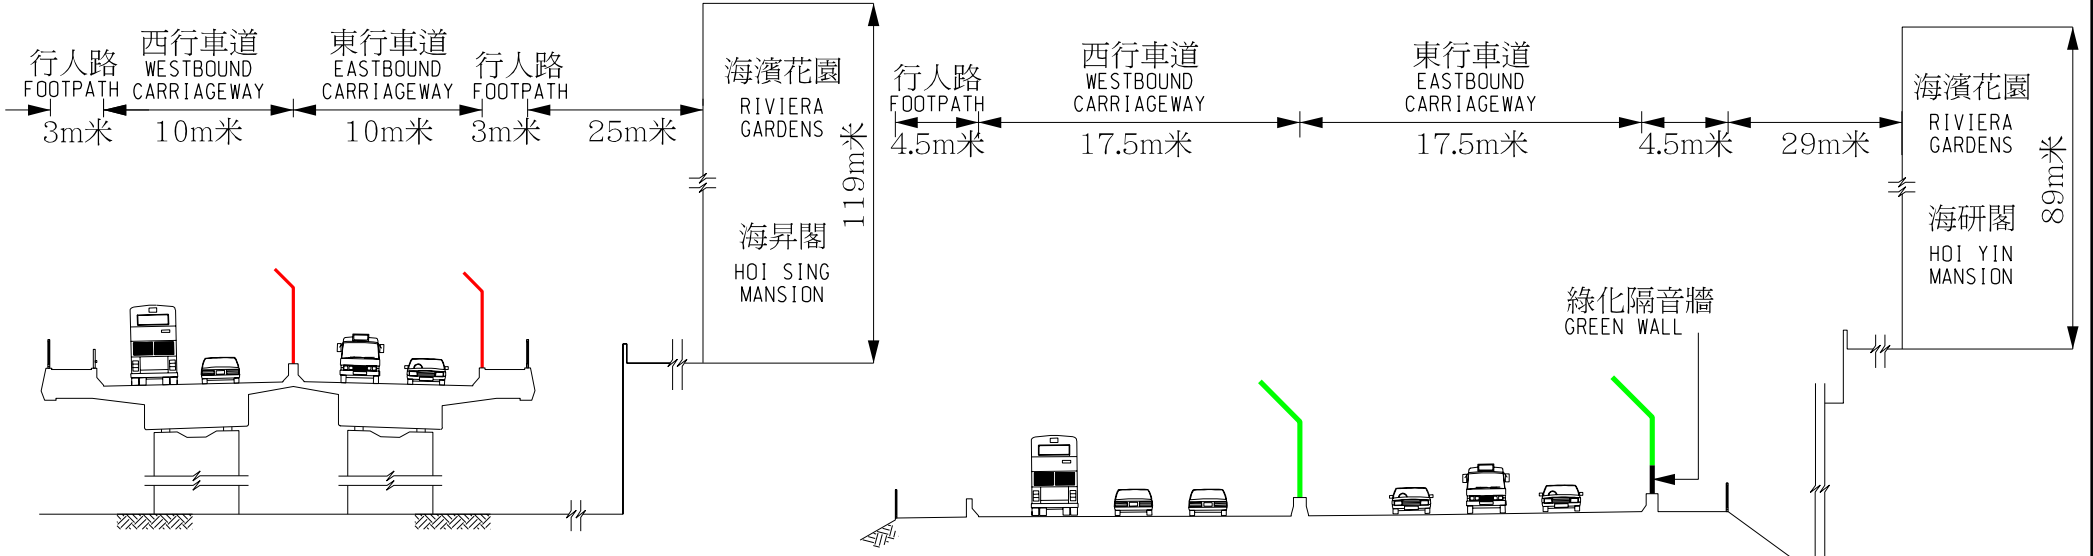 行人路
FOOTPATH
3m米
西行車道
WESTBOUND
CARRIAGEWAY
10m米
東行車道
EASTBOUND
CARRIAGEWAY
10m米
行人路
FOOTPATH
3m米
25m米
海濱花園
RIVIERA
GARDENS
海昇閣
HOI SING
MANSION
119m米
行人路
FOOTPATH
4.5m米
西行車道
WESTBOUND
CARRIAGEWAY
17.5m米
東行車道
EASTBOUND
CARRIAGEWAY
17.5m米
4.5m米
29m米
海濱花園
RIVIERA
GARDENS
海研閣
HOI YIN
MANSION
89m米
綠化隔音牆
GREEN WALL